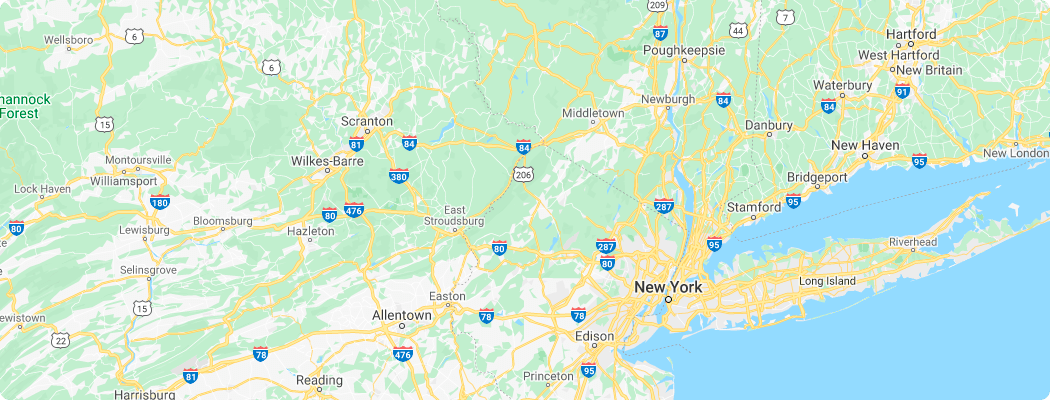 209
7
Wellsboro
6
44
87
Hartford
Poughkeepsie
West Hartford
6
New Britain
Waterbury
91
hannock
Forest
Newburgh
84
84
Middletown
Scranton
15
Danbury
81
84
84
New Haven
New London
Montoursville
Wilkes-Barre
95
Williamsport
380
206
Bridgeport
Lock Haven
180
476
80
287
Stamford
95
East
Stroudsburg
Bloomsburg
80
Lewisburg
Hazleton
80
287
95
Riverhead
80
Selinsgrove
Long Island
New York
Easton
15
Allentown
78
78
ewistown
22
Edison
78
476
81
95
Princeton
Reading
Harrisburg